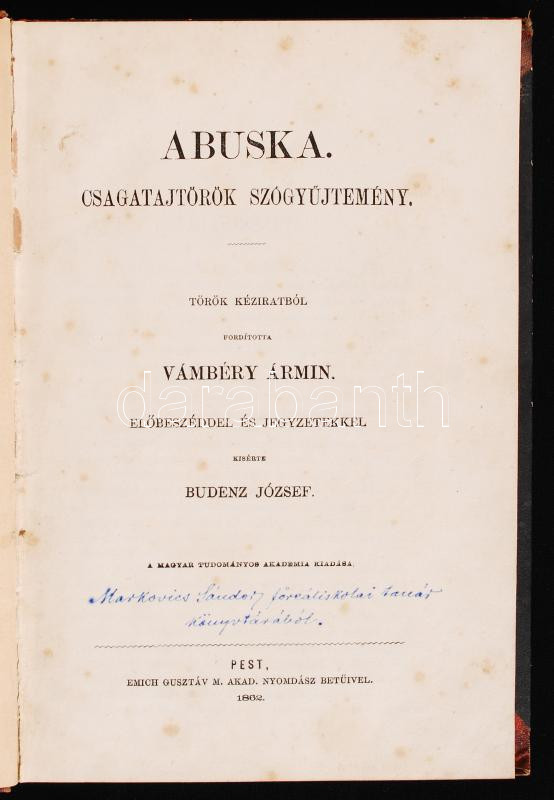 ABUSKA.
CSAGATAJTÖRÖK SZÓGYŰJTEMÉNY.
TÖRÖK KÉZIRATBÓL
FORDÍTOTTA
VÁMBÉRY ÁRMIN.
darabanth
ELŐBESZÉDDEL ÉS JEGYZETEKKEL
KISÉRTE
BUDENZ JÓZSEF.
A MAGYAR TUDOMÁNYOS AKADEMIA KIADÁSA.
Markovics Sándor, főreáliskolai tanár
könyvtárából.
PEST,
EMICH GUSZTÁV M. AKAD. NYOMDÁSZ BETŰIVEL.
1862.